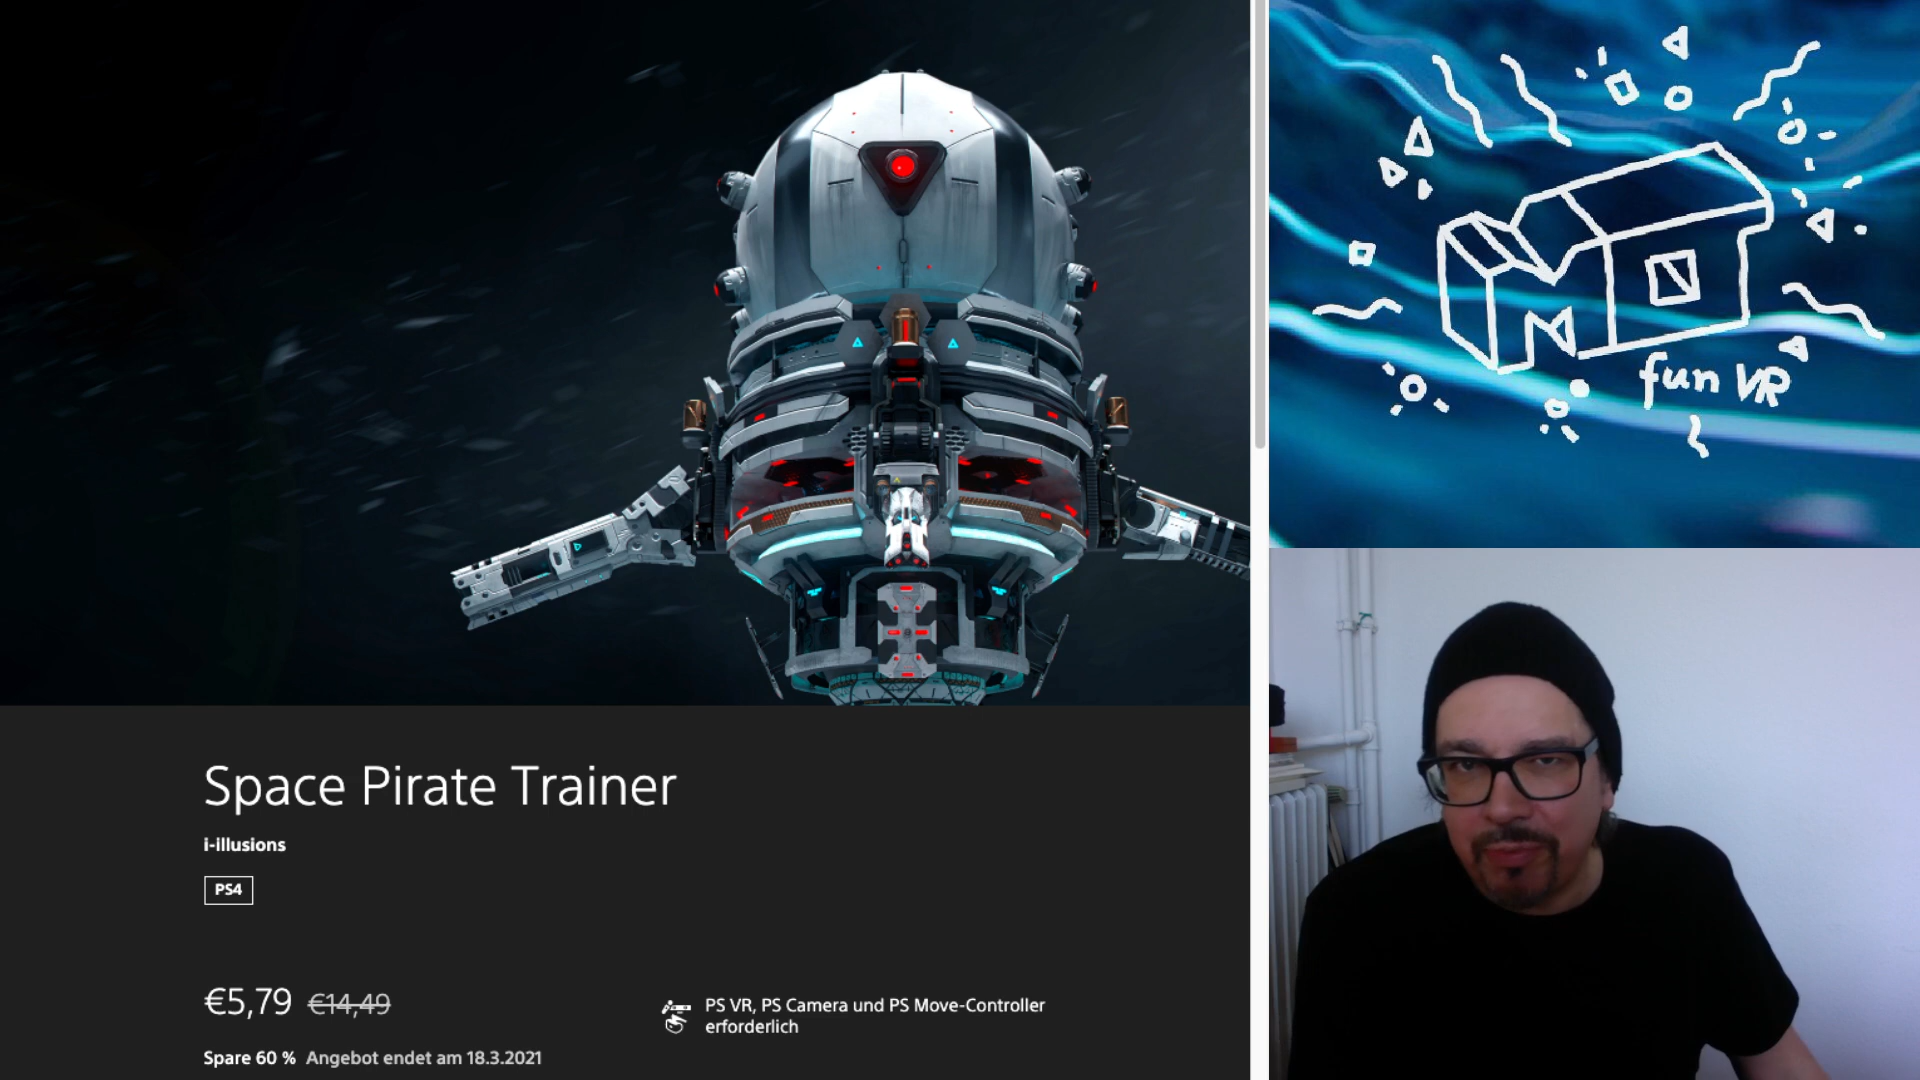 Space Pirate Trainer
i-illusions
PS4
€5,79 €14,49
Spare 60 % Angebot endet am 18.3.2021
PS VR, PS Camera und PS Move-Controller
erforderlich
fun VR